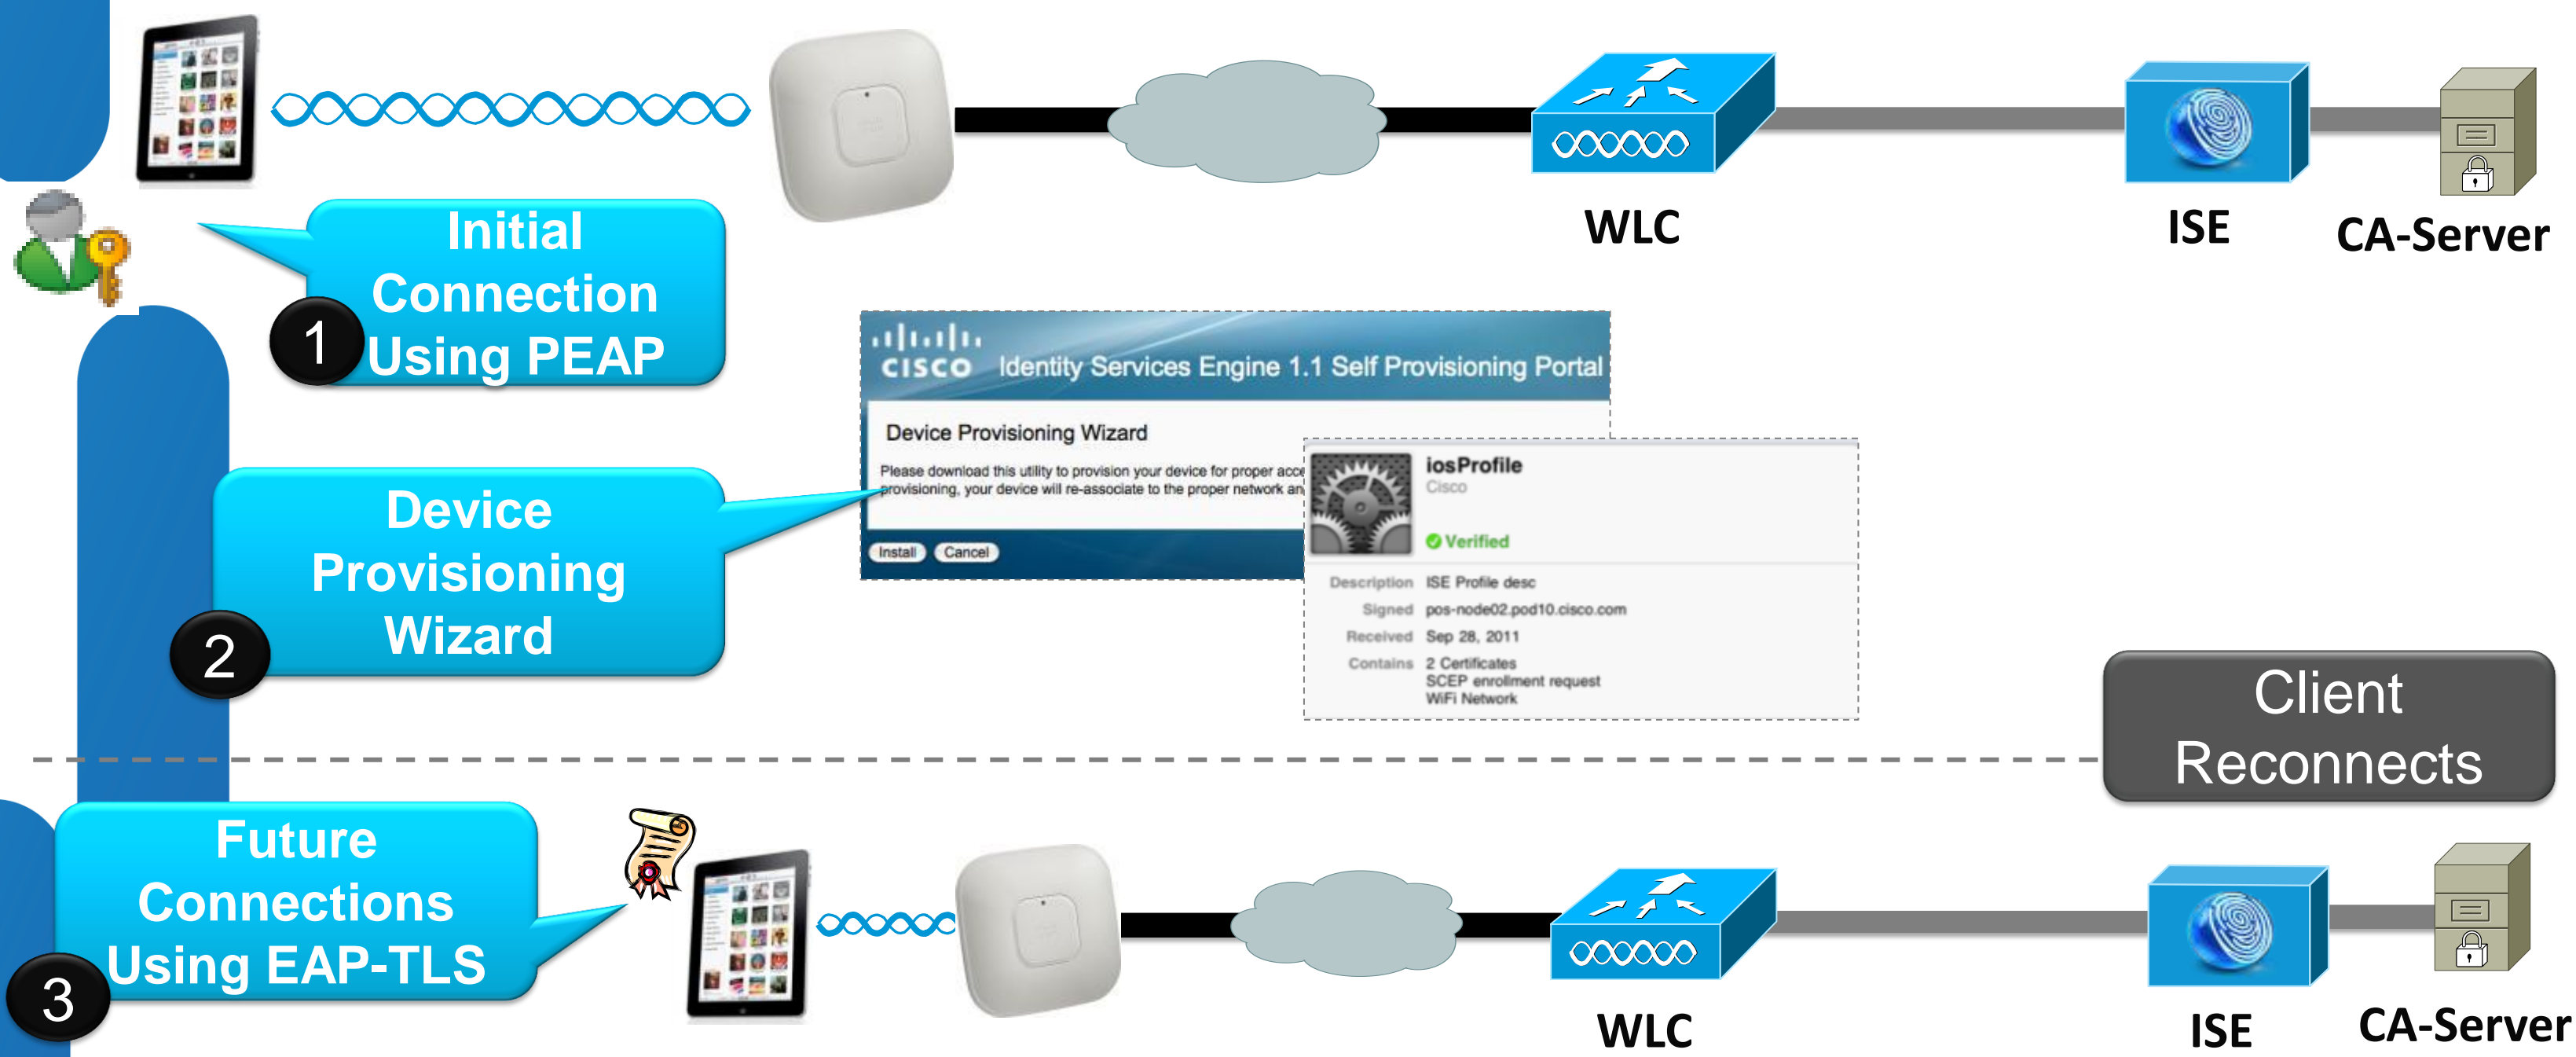 WLC
ISE
CA-Server
Initial
Connection
Using PEAP
1
CISCO Identity Services Engine 1.1 Self Provisioning Portal
Device Provisioning Wizard
Please download this utility to provision your device for proper acce
provisioning, your device will re-associate to the proper network an
Install Cancel
iosProfile
Cisco
Verified
Description ISE Profile desc
Signed pos-node02.pod10.cisco.com
Received Sep 28, 2011
Contains 2 Certificates
SCEP enrollment request
WiFi Network
Device
Provisioning
Wizard
2
Client
Reconnects
Future
Connections
Using EAP-TLS
3
WLC
ISE
CA-Server